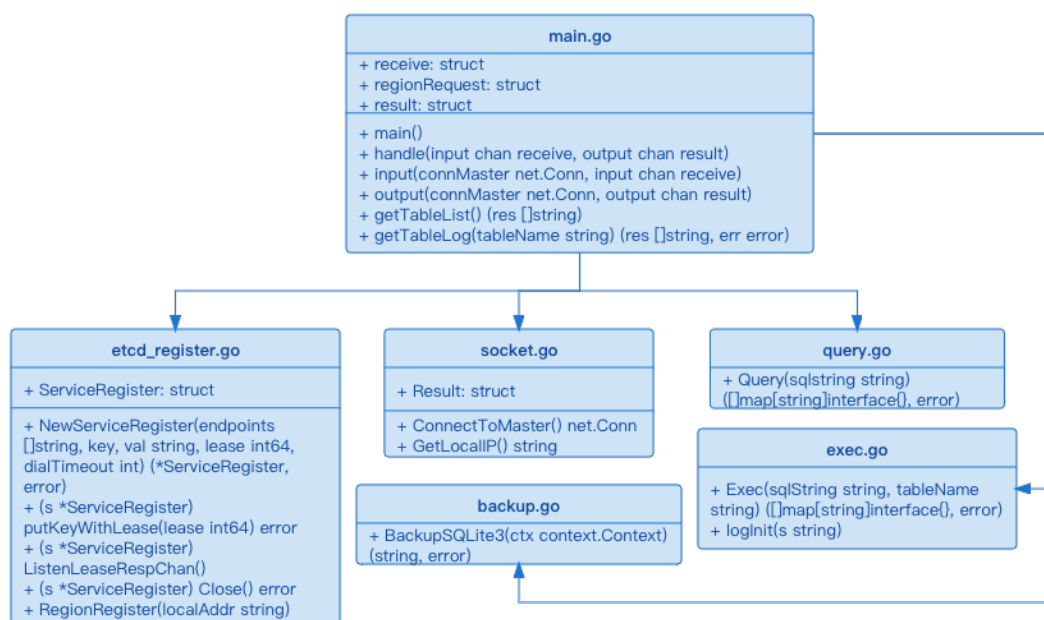 main.go
+ receive: struct
+ regionRequest: struct
+ result: struct
+ main()
+ handle(input chan receive, output chan result)
+ input(connMaster net.Conn, input chan receive)
+ output(connMaster net.Conn, output chan result)
+ getTableList() (res []string)
+ getTableLog(tableName string) (res []string, err error)
etcd_register.go
+ ServiceRegister: struct
+ NewServiceRegister(endpoints
[]string, key, val string, lease int64,
dialTimeout int) (*ServiceRegister,
error)
+ (s *ServiceRegister)
putKeyWithLease(lease int64) error
+ (s *ServiceRegister)
ListenLeaseRespChan()
+ (s *ServiceRegister) Close() error
+ RegionRegister(localAddr string)
socket.go
+ Result: struct
+ ConnectToMaster() net.Conn
+ GetLocalIP() string
query.go
+ Query(sqlstring string)
([]map[string]interface{}, error)
exec.go
+ Exec(sqlString string, tableName
string) ([]map[string]interface{}, error)
+ logInit(s string)
backup.go
+ BackupSQLite3(ctx context.Context)
(string, error)